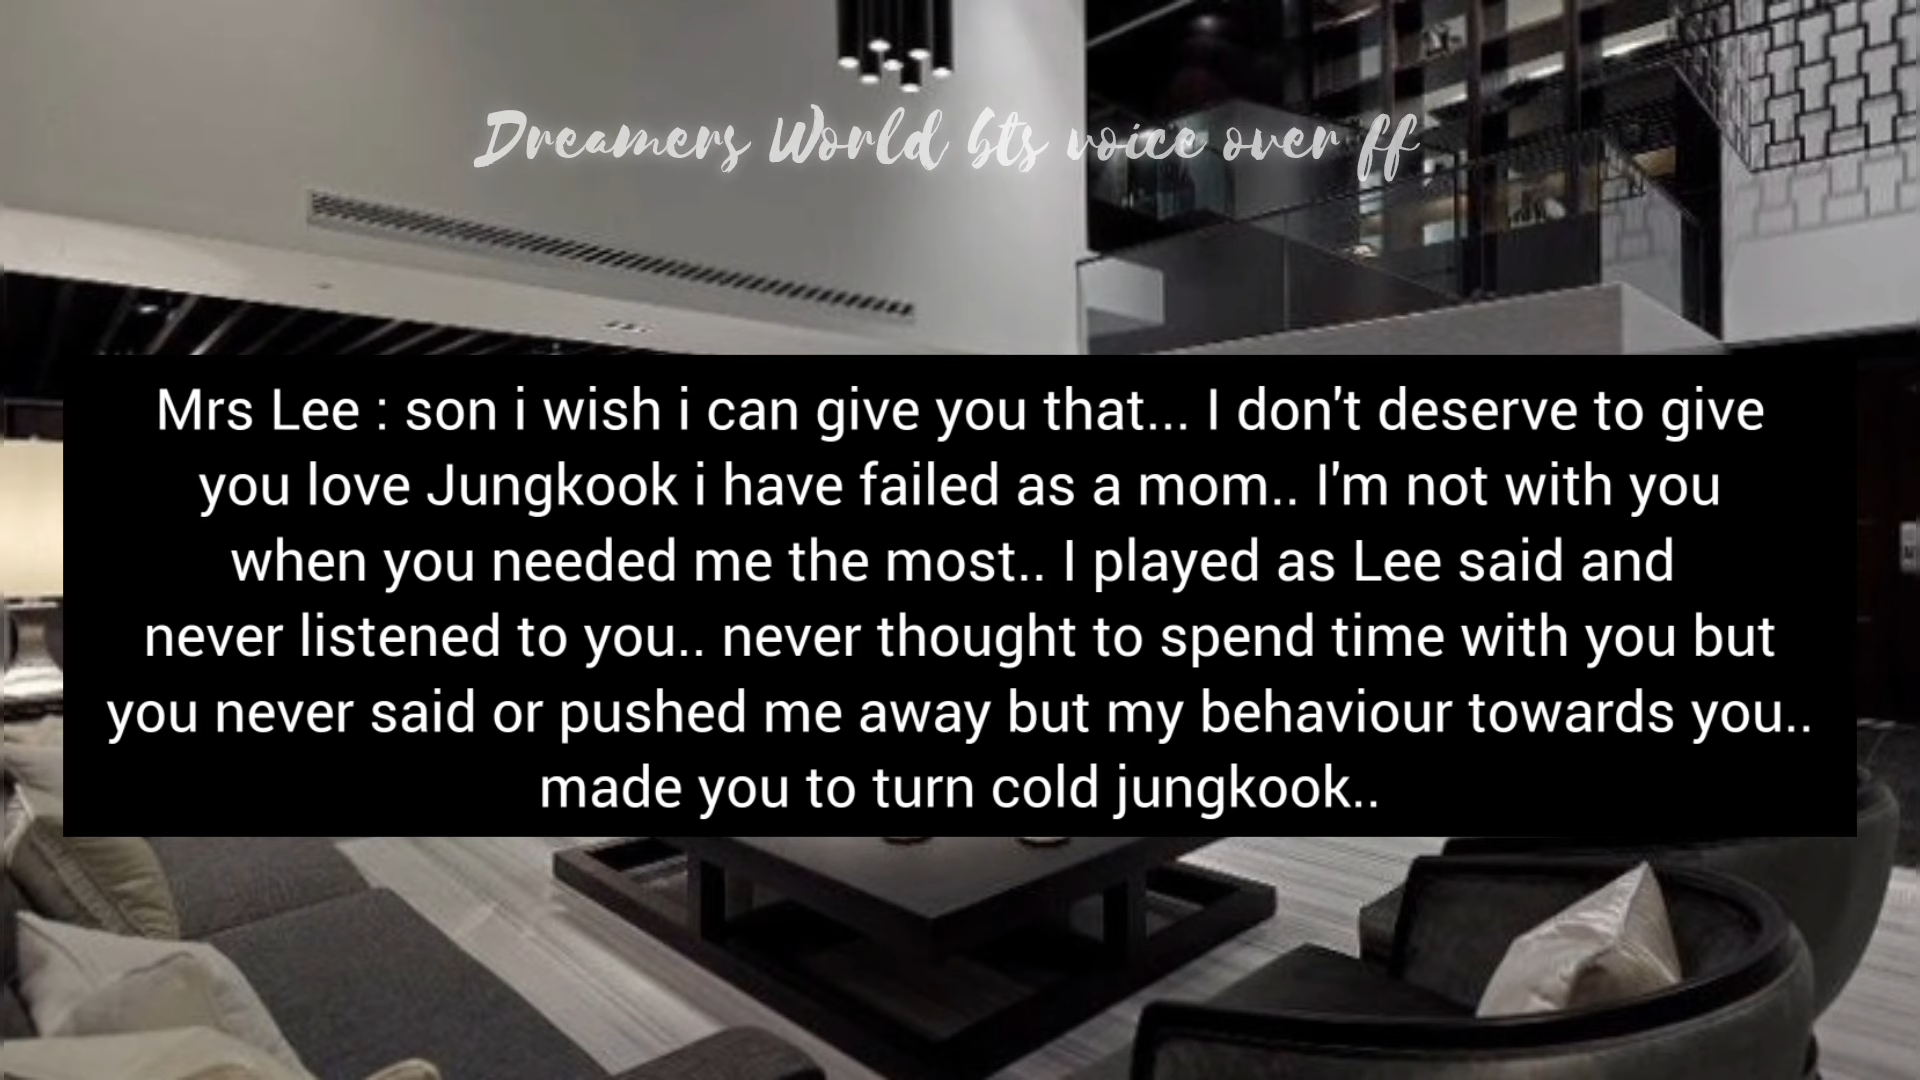 Dreamers World bts voice over ff
Mrs Lee : son i wish i can give you that... I don't deserve to give
you love Jungkook i have failed as a mom.. I'm not with you
when you needed me the most.. I played as Lee said and
never listened to you.. never thought to spend time with you but
you never said or pushed me away but my behaviour towards you..
made you to turn cold jungkook..